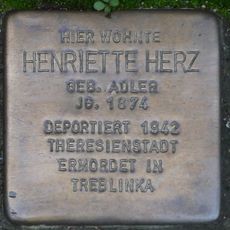 HIER WOHNTE
HENRIETTE HERZ
GEB. ADLER
JG. 1874
DEPORTIERT 1942
THERESIENSTADT
ERMORDET IN
TREBLINKA